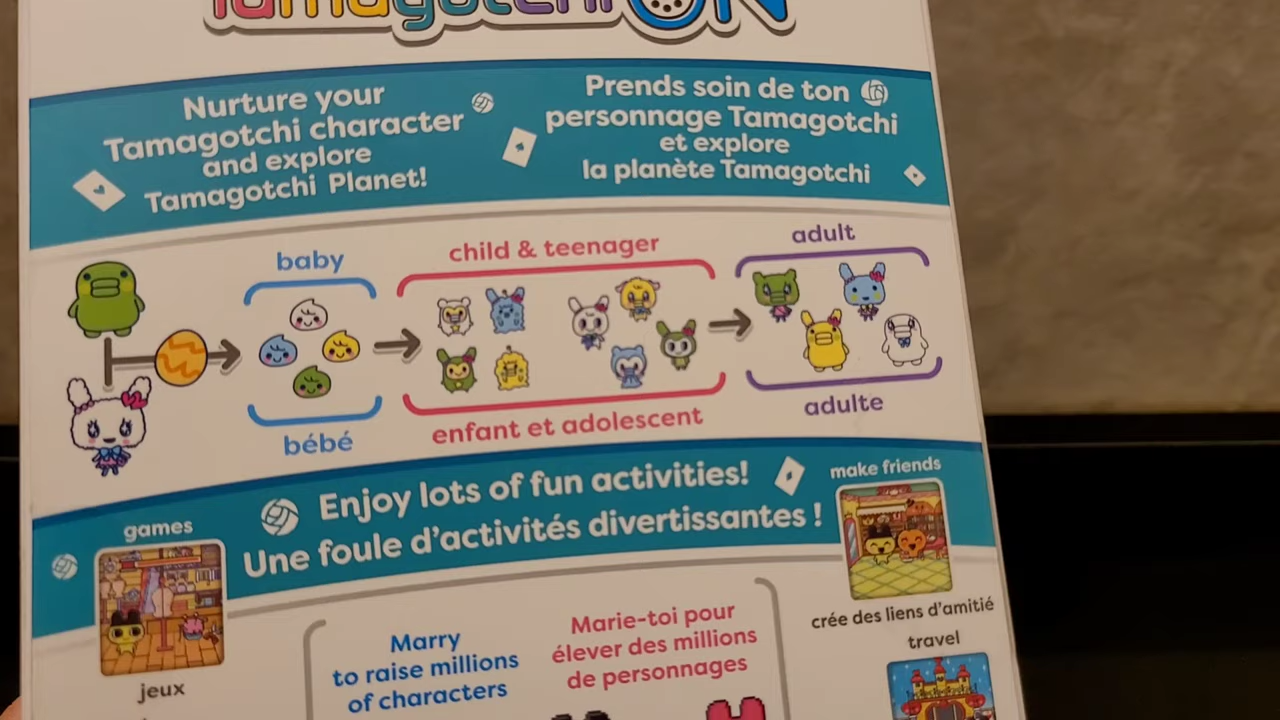 Tamagotchi ON
Nurture your
Tamagotchi character
and explore
Tamagotchi Planet!
Prends soin de ton
personnage Tamagotchi
et explore
la planète Tamagotchi
baby
child & teenager
adult
bébé
enfant et adolescent
adulte
Enjoy lots of fun activities!
Une foule d'activités divertissantes !
games
jeux
Marry
to raise millions
of characters
Marie-toi pour
élever des millions
de personnages
make friends
crée des liens d'amitié
travel